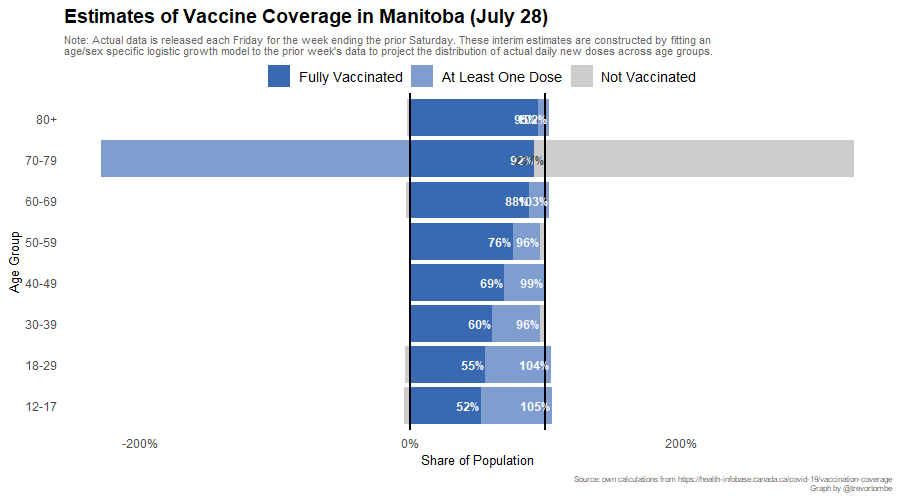 Estimates of Vaccine Coverage in Manitoba (July 28)
Note: Actual data is released each Friday for the week ending the prior Saturday. These interim estimates are constructed by fitting an
age/sex specific logistic growth model to the prior week's data to project the distribution of actual daily new doses across age groups.
Fully Vaccinated At Least One Dose Not Vaccinated
80+
70-79 92%
60-69 88% 103%
50-59 76% 96%
40-49 69% 99%
30-39 60% 96%
18-29 55% 104%
12-17 52% 105%
Age Group
-200% 0% 200%
Share of Population
Source: own calculations from https://health-infobase.canada.ca/covid-19/vaccination-coverage
Graph by @trevortombe